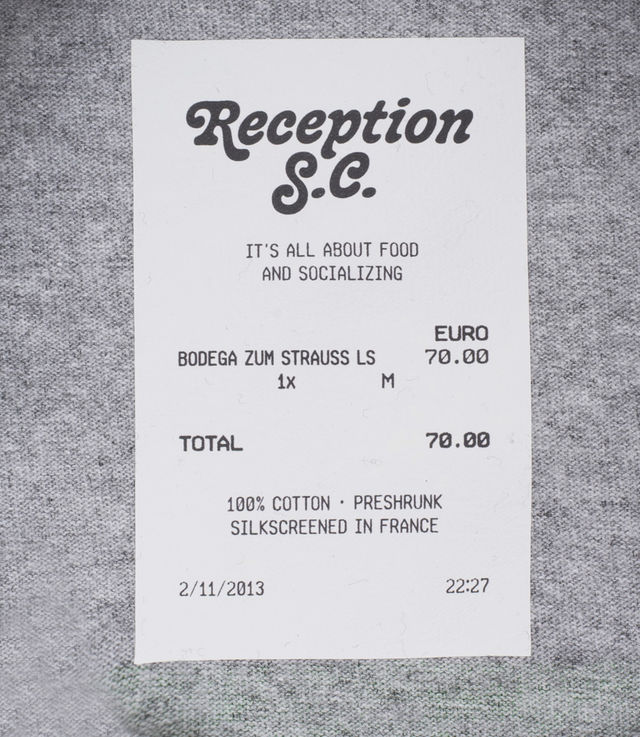 Reception
S.C.
IT'S ALL ABOUT FOOD
AND SOCIALIZING
EURO
BODEGA ZUM STRAUSS LS 70.00
1x M
TOTAL 70.00
100% COTTON · PRESHRUNK
SILKSCREENED IN FRANCE
2/11/2013 22:27